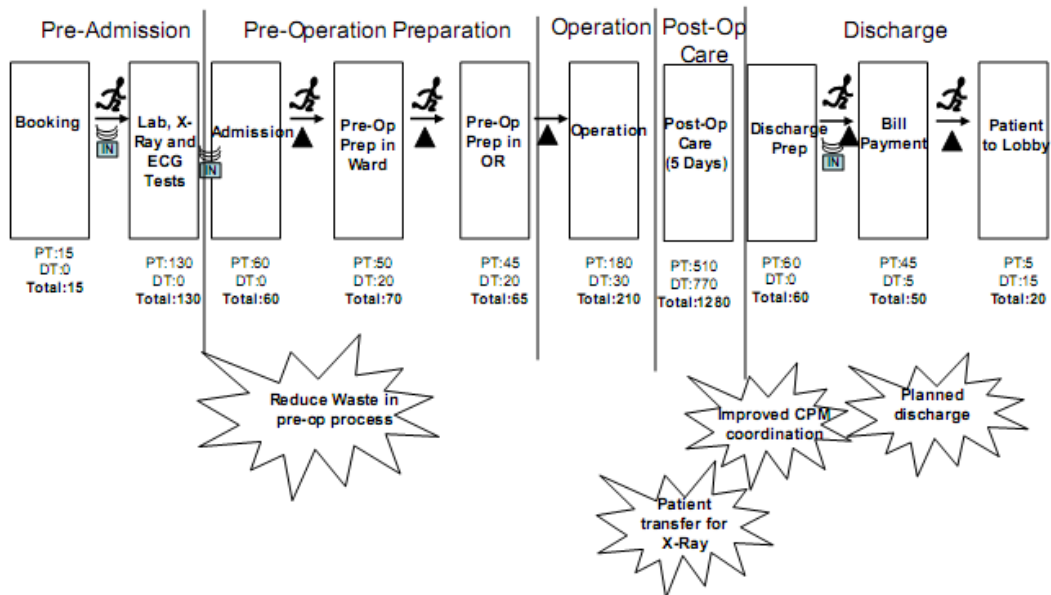 Pre-Admission
Pre-Operation Preparation
Operation
Post-Op
Care
Discharge
Booking
IN
Lab, X-
Ray and
ECG
Tests
IN
Admission
Pre-Op
Prep in
Ward
Pre-Op
Prep in
OR
Operation
Post-Op
Care
(5 Days)
Discharge
Prep
IN
Bill
Payment
Patient
to Lobby
PT:15
DT:0
Total:15
PT:130
DT:0
Total:130
PT:60
DT:0
Total:60
PT:50
DT:20
Total:70
PT:45
DT:20
Total:65
PT:180
DT:30
Total:210
PT:510
DT:770
Total:1280
PT:60
DT:0
Total:60
PT:45
DT:5
Total:50
PT:5
DT:15
Total:20
Reduce Waste in
pre-op process
Improved CPM
coordination
Planned
discharge
Patient
transfer for
X-Ray